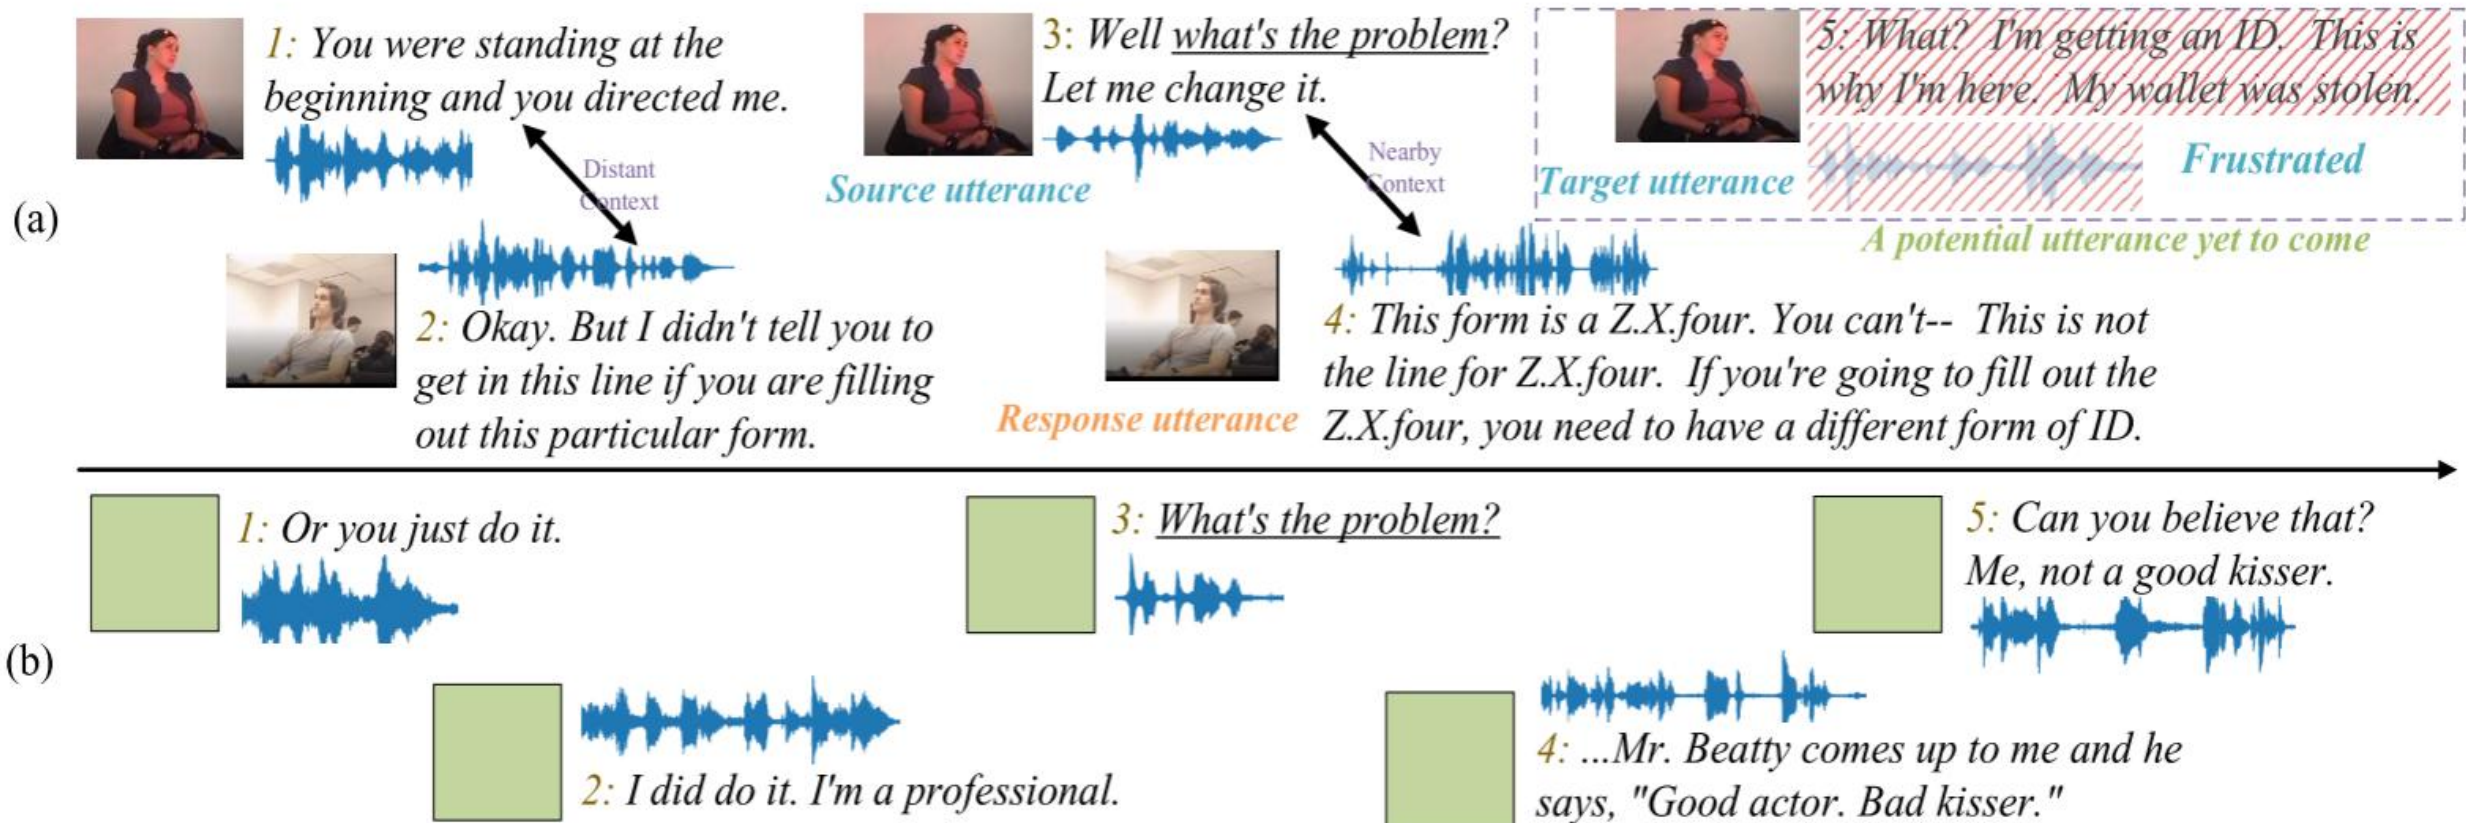 (a)
1: You were standing at the
beginning and you directed me.
Distant
Context
2: Okay. But I didn't tell you to
get in this line if you are filling
out this particular form.
3: Well what's the problem?
Let me change it.
Source utterance
Nearby
Context
Response utterance
4: This form is a Z.X.four. You can't-- This is not
the line for Z.X.four. If you're going to fill out the
Z.X.four, you need to have a different form of ID.
5: What? I'm getting an ID. This is
why I'm here. My wallet was stolen.
Target utterance
Frustrated
A potential utterance yet to come
(b)
1: Or you just do it.
2: I did do it. I'm a professional.
3: What's the problem?
4: ...Mr. Beatty comes up to me and he
says, "Good actor. Bad kisser."
5: Can you believe that?
Me, not a good kisser.